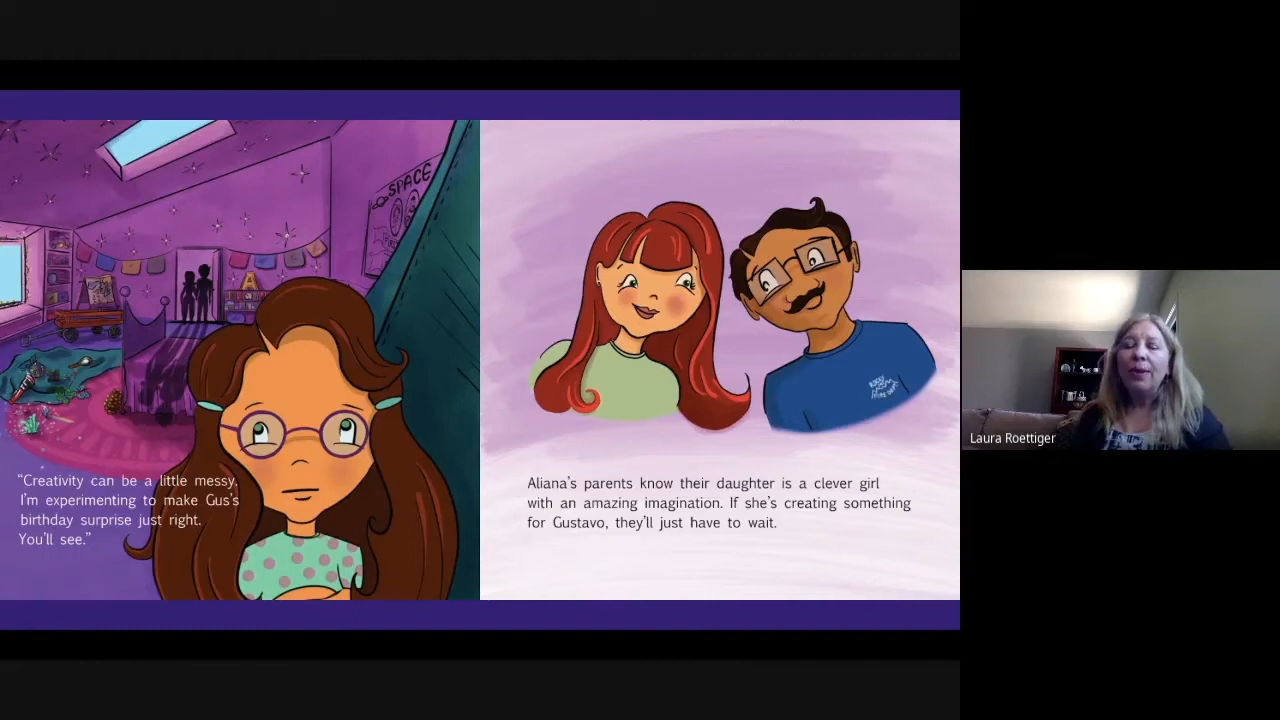 SPACE
A
"Creativity can be a little messy.
I'm experimenting to make Gus's
birthday surprise just right.
You'll see."
Aliana's parents know their daughter is a clever girl
with an amazing imagination. If she's creating something
for Gustavo, they'll just have to wait.
Laura Roettiger